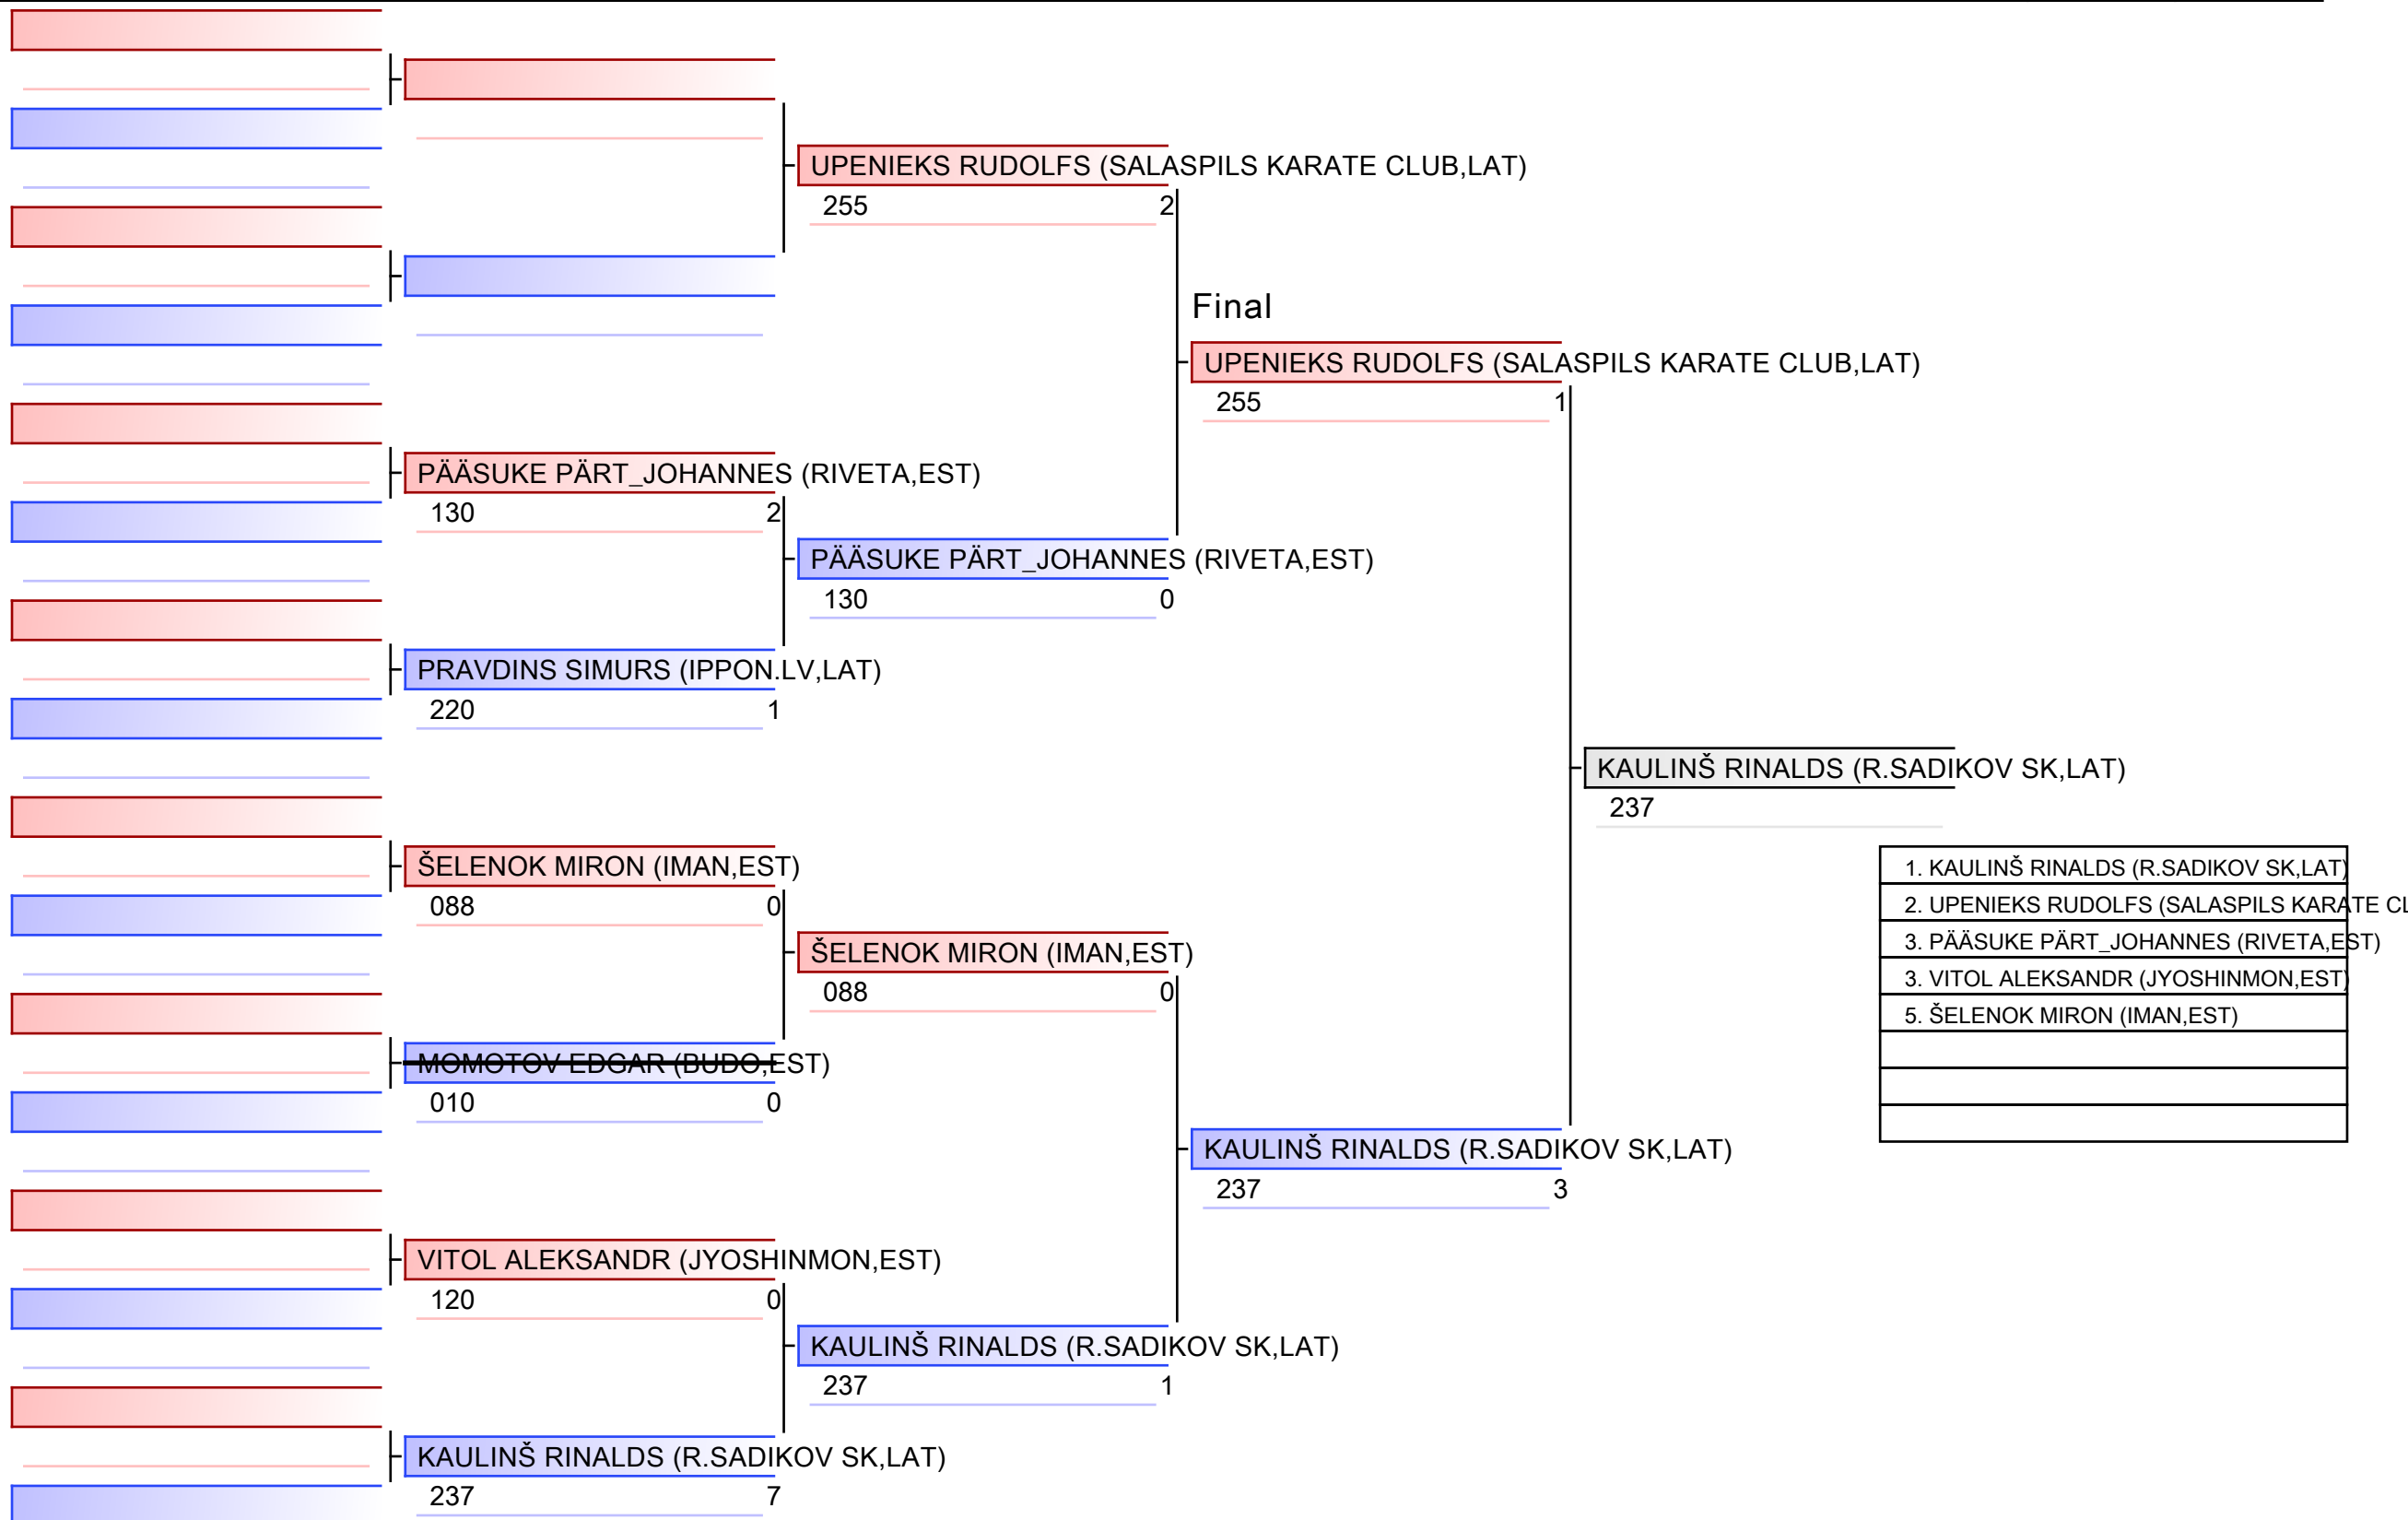 UPENIEKS RUDOLFS (SALASPILS KARATE CLUB,LAT)
255 2
Final
UPENIEKS RUDOLFS (SALASPILS KARATE CLUB,LAT)
255 1
PÄÄSUKE PÄRT_JOHANNES (RIVETA,EST)
130 2
PÄÄSUKE PÄRT_JOHANNES (RIVETA,EST)
130 0
PRAVDINS SIMURS (IPPON.LV,LAT)
220 1
KAULINŠ RINALDS (R.SADIKOV SK,LAT)
237
ŠELENOK MIRON (IMAN,EST)
088 0
1. KAULINŠ RINALDS (R.SADIKOV SK,LAT)
2. UPENIEKS RUDOLFS (SALASPILS KARATE CL
3. PÄÄSUKE PÄRT_JOHANNES (RIVETA,EST)
3. VITOL ALEKSANDR (JYOSHINMON,EST)
5. ŠELENOK MIRON (IMAN,EST)
ŠELENOK MIRON (IMAN,EST)
088 0
MOMOTOV EDGAR (BUDO,EST)
010 0
KAULINŠ RINALDS (R.SADIKOV SK,LAT)
237 3
VITOL ALEKSANDR (JYOSHINMON,EST)
120 0
KAULINŠ RINALDS (R.SADIKOV SK,LAT)
237 1
KAULINŠ RINALDS (R.SADIKOV SK,LAT)
237 7